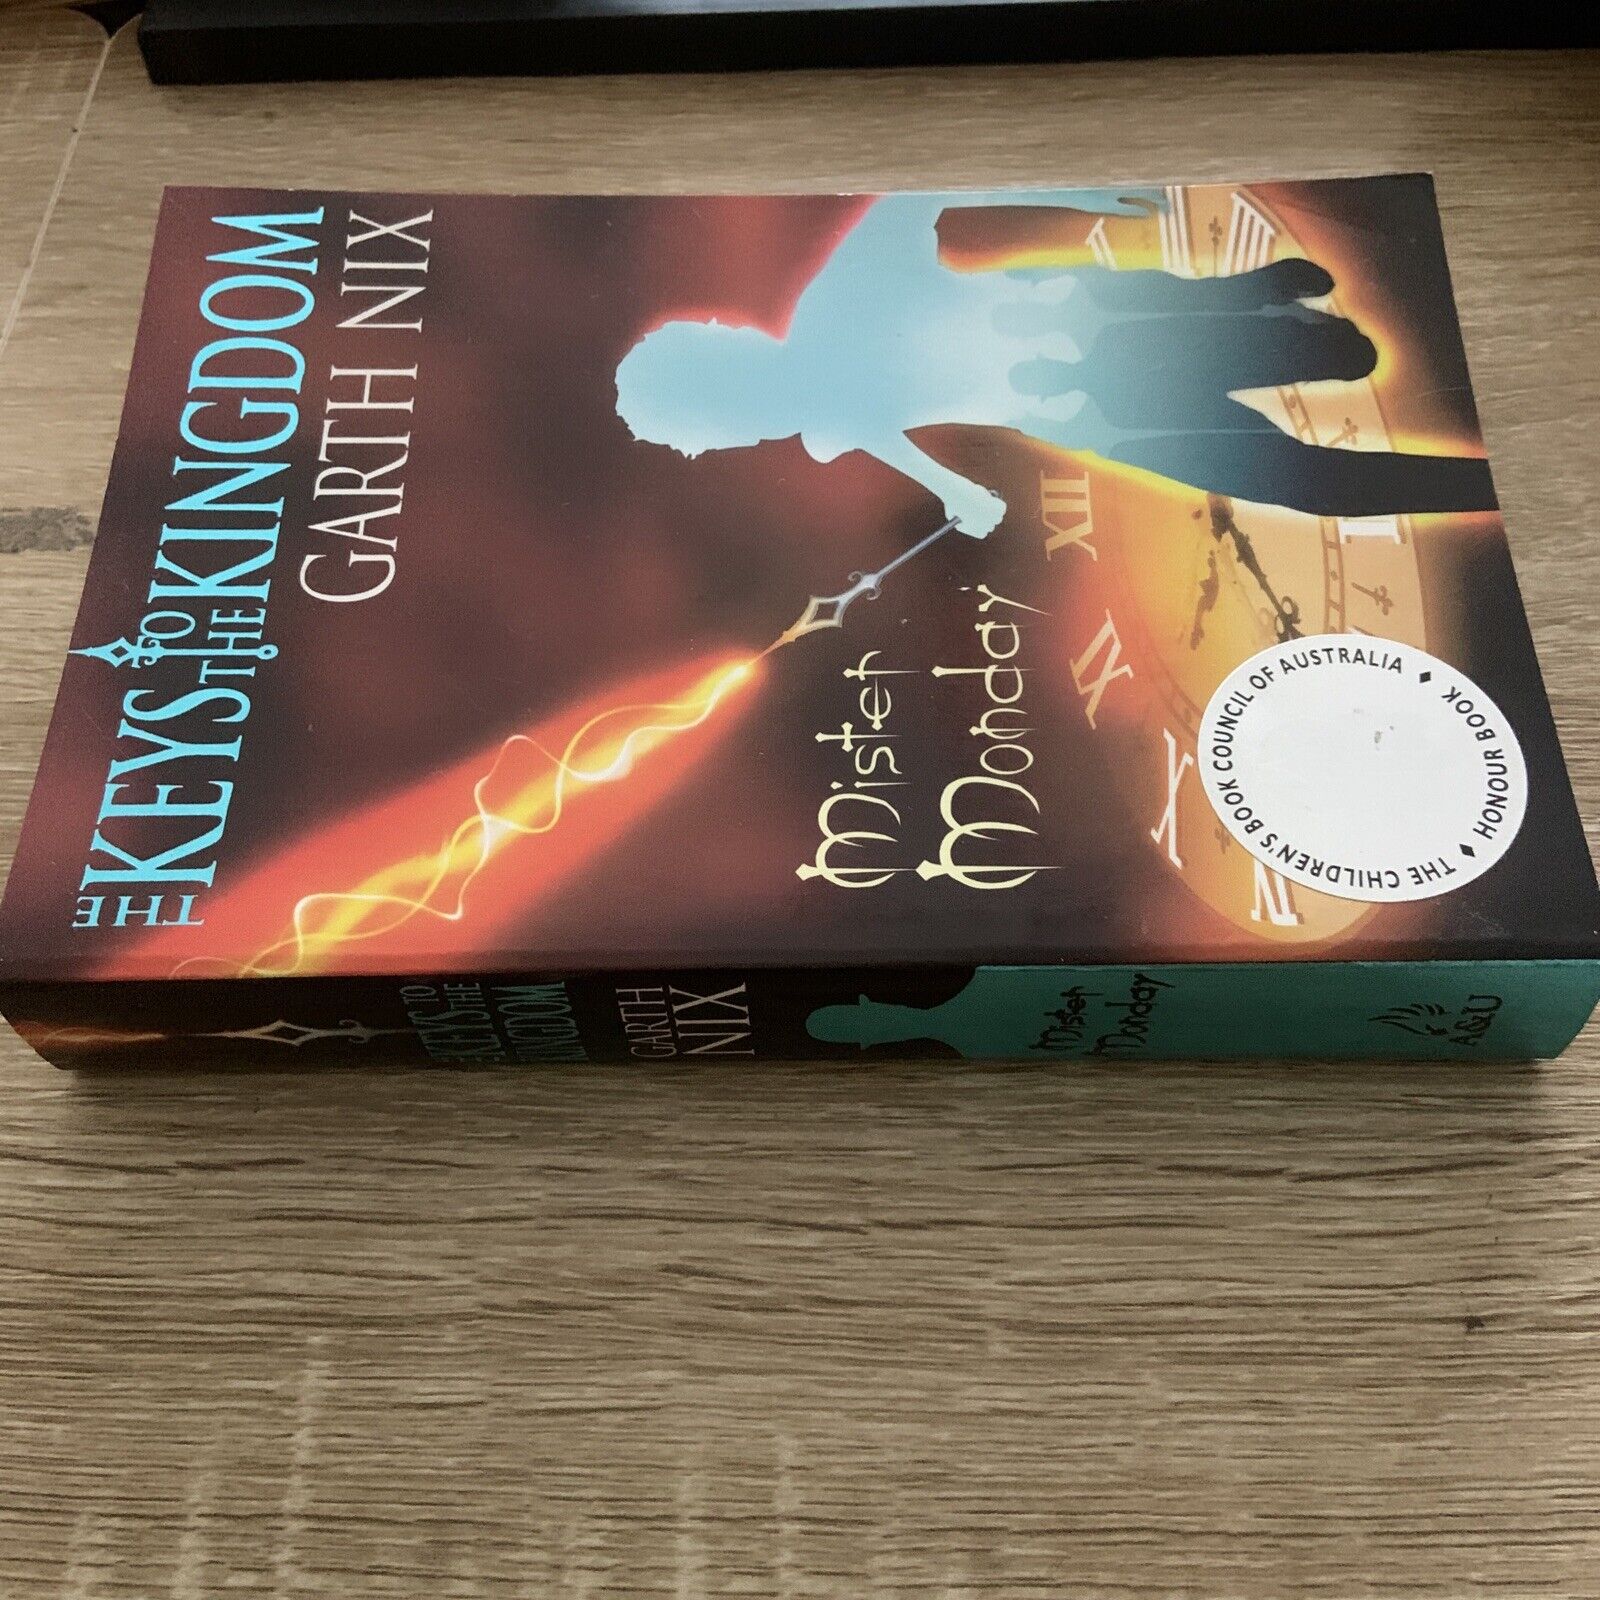 THE
KEYS TO
THE KINGDOM
GARTH NIX
Mister
Monday
XII
IX
X
THE CHILDREN'S BOOK COUNCIL OF AUSTRALIA ♦ HONOUR BOOK ♦
THE
KEYS TO
THE
KINGDOM
GARTH
NIX
Mister
Monday
A&U